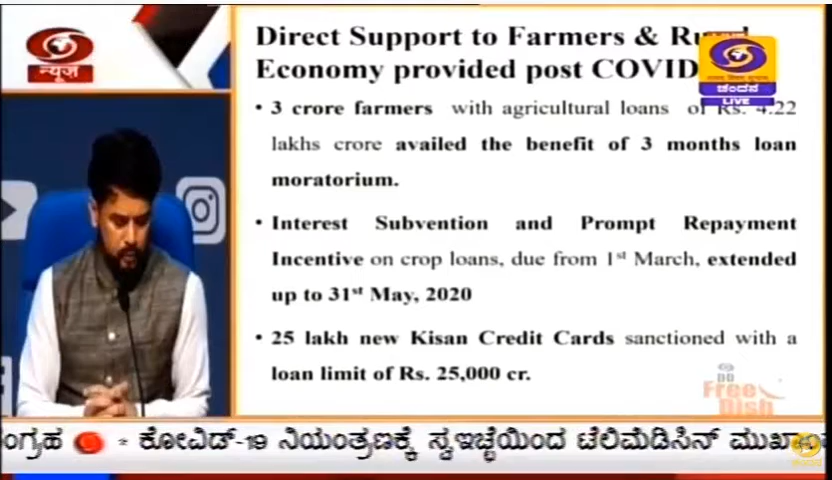 न्यूज़
Direct Support to Farmers & Rural
Economy provided post COVID
ಚಂದನ
LIVE
• 3 crore farmers with agricultural loans of Rs. 4.22
lakhs crore availed the benefit of 3 months loan
moratorium.
• Interest Subvention and Prompt Repayment
Incentive on crop loans, due from 1st March, extended
up to 31st May, 2020
• 25 lakh new Kisan Credit Cards sanctioned with a
loan limit of Rs. 25,000 cr.
DD
Free
Dish
ಂಗ್ರಹ * ಕೋವಿಡ್-19 ನಿಯಂತ್ರಣಕ್ಕೆ ಸ್ವಇಚ್ಛೆಯಿಂದ ಟೆಲಿಮೆಡಿಸಿನ್